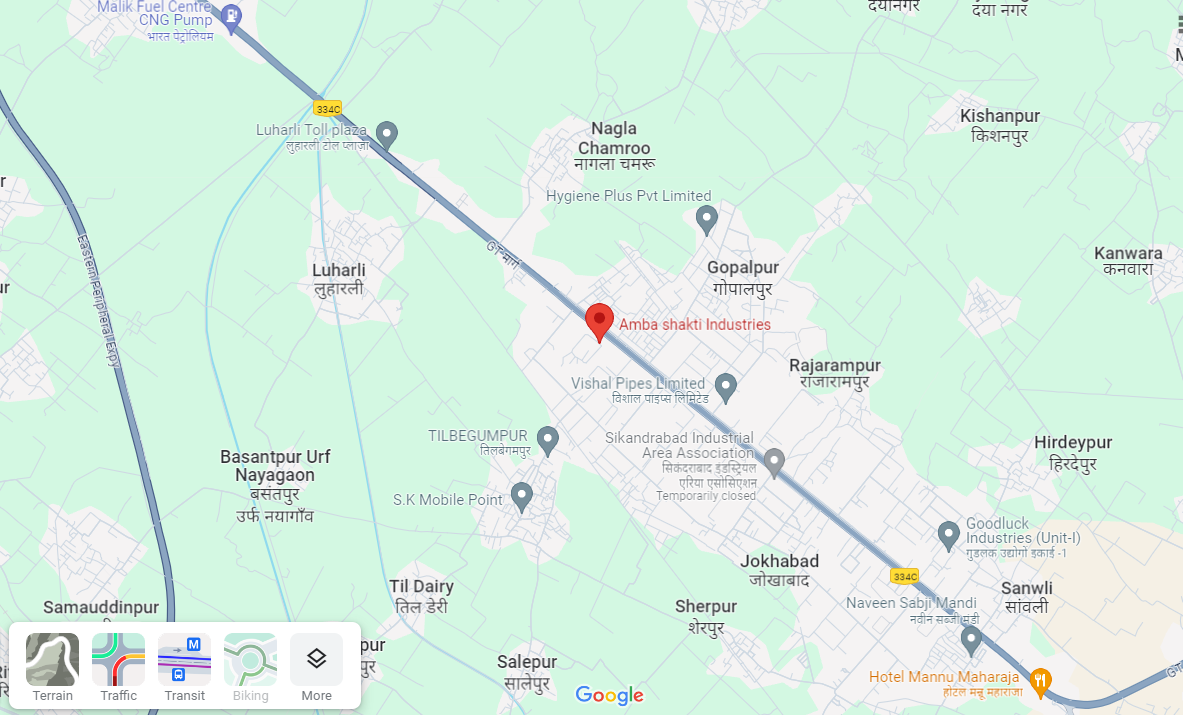 Malik Fuel Centre
CNG Pump
भारत पेट्रोलियम
दयानगर
दया नगर
334C
Luharli Toll plaza
लुहारली टोल प्लाज़ा
Nagla
Chamroo
नागला चमरू
Kishanpur
किशनपुर
Hygiene Plus Pvt Limited
Eastern Peripheral Expy
GT मार्ग
Kanwara
कनवारा
Luharli
लुहारली
Gopalpur
गोपालपुर
Amba shakti Industries
Rajarampur
राजारामपुर
Vishal Pipes Limited
विशाल पाइप्स लिमिटेड
TILBEGUMPUR
तिलबेगमपुर
Sikandrabad Industrial
Area Association
सिकंदराबाद इंडस्ट्रियल
एरिया एसोसिएशन
Temporarily closed
Hirdeypur
हिरदेपुर
Basantpur Urf
Nayagaon
बसंतपुर
उर्फ नयागाँव
S.K Mobile Point
Goodluck
Industries (Unit-I)
गुडलक उद्योगों इकाई -1
Jokhabad
जोखाबाद
334C
Til Dairy
तिल डेरी
Sanwli
सांवली
Samauddinpur
Sherpur
शेरपुर
Naveen Sabji Mandi
नवीन सब्जी मंडी
pur
पुर
Salepur
सालेपुर
Hotel Mannu Maharaja
होटल मन्नू महाराजा
Terrain
Traffic
M
Transit
Biking
More
Google